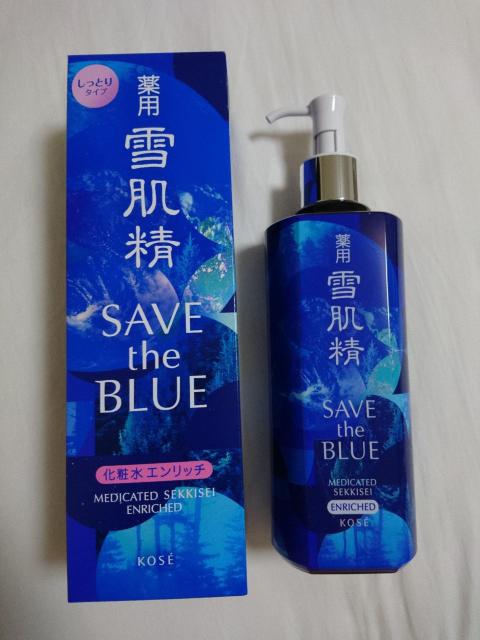 しっとり
タイプ
薬用
雪肌精
SAVE
the
BLUE
化粧水 エンリッチ
MEDICATED SEKKISEI
ENRICHED
KOSÉ
薬用
雪肌精
SAVE
the
BLUE
MEDICATED
SEKKISEI
ENRICHED
KOSÉ